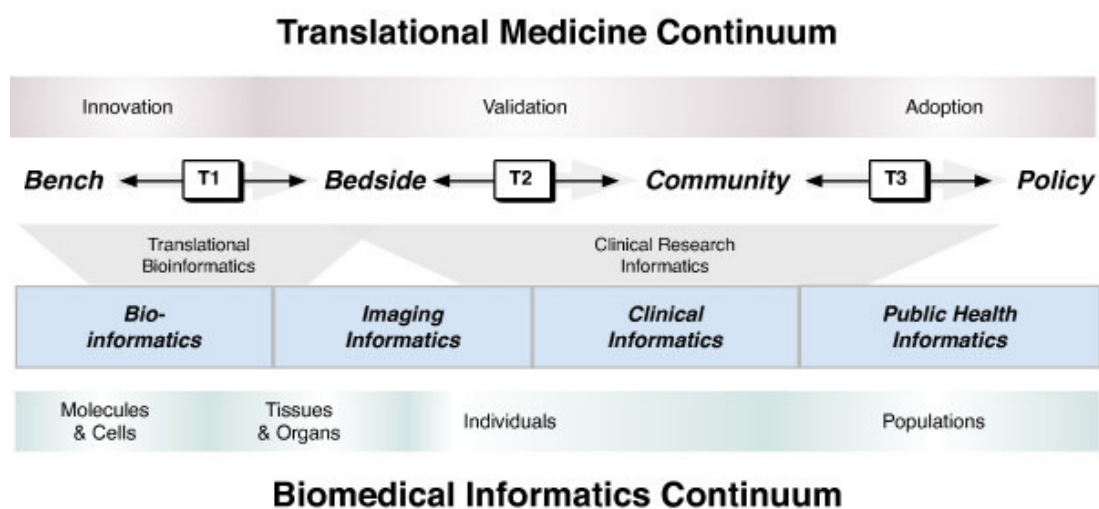 Translational Medicine Continuum
Innovation Validation Adoption
Bench T1 Bedside T2 Community T3 Policy
Translational
Bioinformatics
Clinical Research
Informatics
Bio-
informatics
Imaging
Informatics
Clinical
Informatics
Public Health
Informatics
Molecules
& Cells
Tissues
& Organs
Individuals
Populations
Biomedical Informatics Continuum